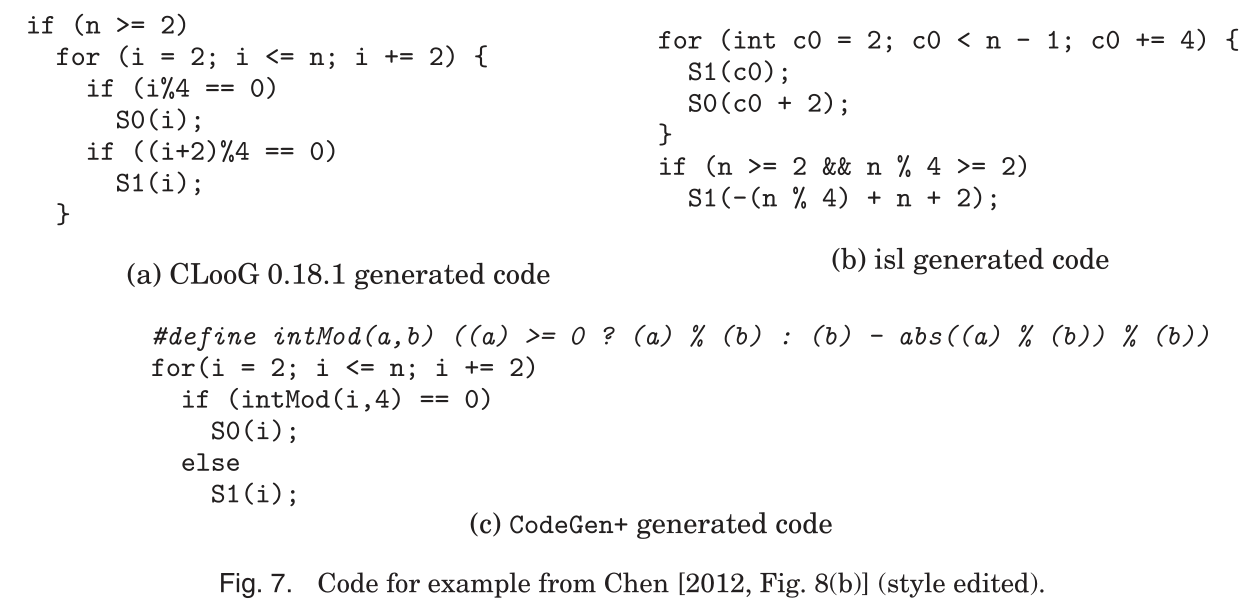 if (n >= 2)
  for (i = 2; i <= n; i += 2) {
    if (i%4 == 0)
      S0(i);
    if ((i+2)%4 == 0)
      S1(i);
  }
(a) CLooG 0.18.1 generated code
for (int c0 = 2; c0 < n - 1; c0 += 4) {
  S1(c0);
  S0(c0 + 2);
}
if (n >= 2 && n % 4 >= 2)
  S1(-(n % 4) + n + 2);
(b) isl generated code
#define intMod(a,b) ((a) >= 0 ? (a) % (b) : (b) - abs((a) % (b)) % (b))
for(i = 2; i <= n; i += 2)
  if (intMod(i,4) == 0)
    S0(i);
  else
    S1(i);
(c) CodeGen+ generated code
Fig. 7. Code for example from Chen [2012, Fig. 8(b)] (style edited).